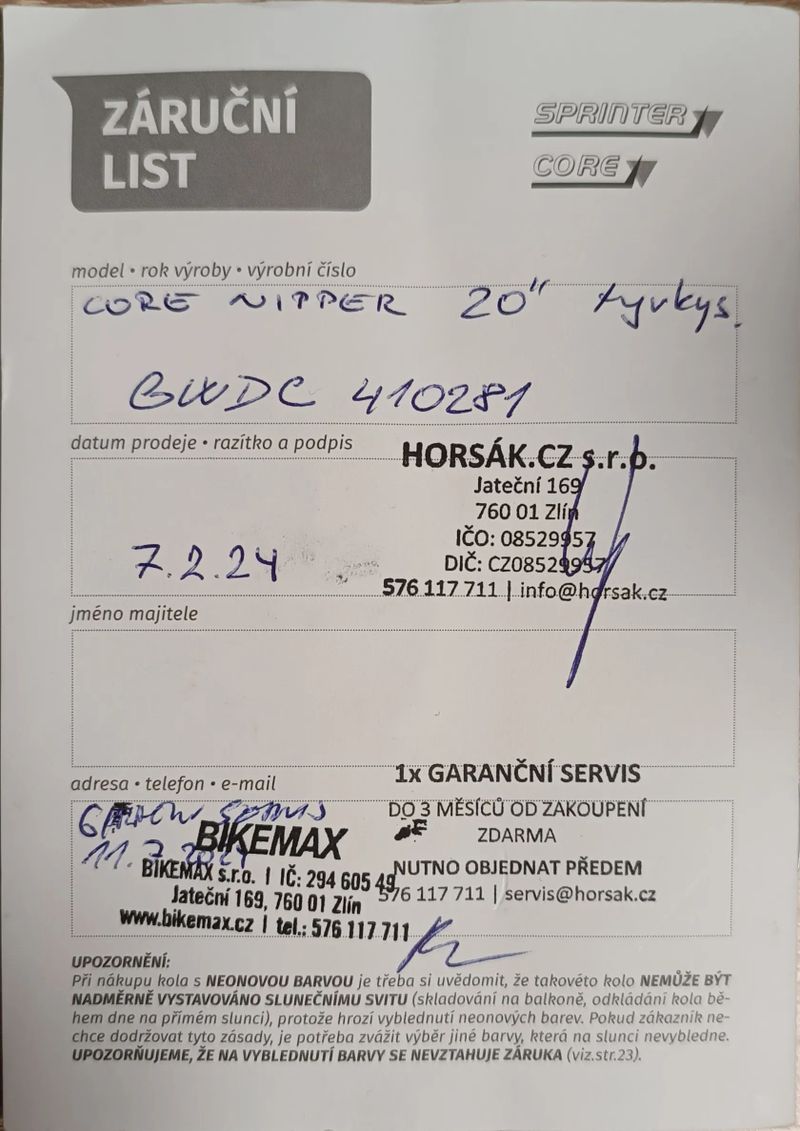 ZÁRUČNÍ
LIST
SPRINTER
CORE
model • rok výroby • výrobní číslo
CORE NIPPER 20" tyrkys.
GWDC 410281
datum prodeje • razítko a podpis
HORSÁK.CZ s.r.o.
Jateční 169
760 01 Zlín
IČO: 08529957
DIČ: CZ08529957
576 117 711 | info@horsak.cz
7.2.24
jméno majitele
adresa • telefon • e-mail
1x GARANČNÍ SERVIS
DO 3 MĚSÍCŮ OD ZAKOUPENÍ
ZDARMA
NUTNO OBJEDNAT PŘEDEM
576 117 711 | servis@horsak.cz
11.7.2024
BIKEMAX
BIKEMAX s.r.o. | IČ: 294 605 49
Jateční 169, 760 01 Zlín
www.bikemax.cz | tel.: 576 117 711
UPOZORNĚNÍ:
Při nákupu kola s NEONOVOU BARVOU je třeba si uvědomit, že takovéto kolo NEMŮŽE BÝT
NADMĚRNĚ VYSTAVOVÁNO SLUNEČNÍMU SVITU (skladování na balkoně, odkládání kola bě-
hem dne na přímém slunci), protože hrozí vyblednutí neonových barev. Pokud zákazník ne-
chce dodržovat tyto zásady, je potřeba zvážit výběr jiné barvy, která na slunci nevybledne.
UPOZORŇUJEME, ŽE NA VYBLEDNUTÍ BARVY SE NEVZTAHUJE ZÁRUKA (viz.str.23).